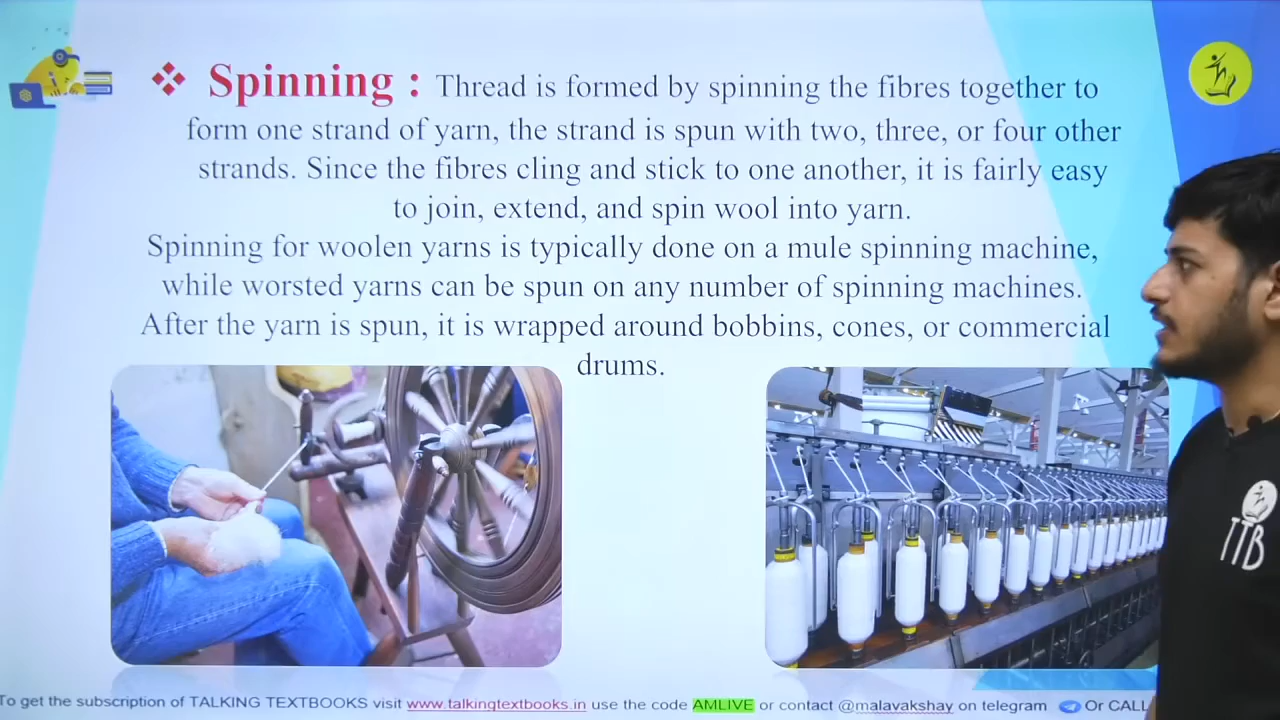 ❖ Spinning : Thread is formed by spinning the fibres together to
form one strand of yarn, the strand is spun with two, three, or four other
strands. Since the fibres cling and stick to one another, it is fairly easy
to join, extend, and spin wool into yarn.
Spinning for woolen yarns is typically done on a mule spinning machine,
while worsted yarns can be spun on any number of spinning machines.
After the yarn is spun, it is wrapped around bobbins, cones, or commercial
drums.
TTB
To get the subscription of TALKING TEXTBOOKS visit www.talkingtextbooks.in use the code AMLIVE or contact @malavakshay on telegram Or CALL